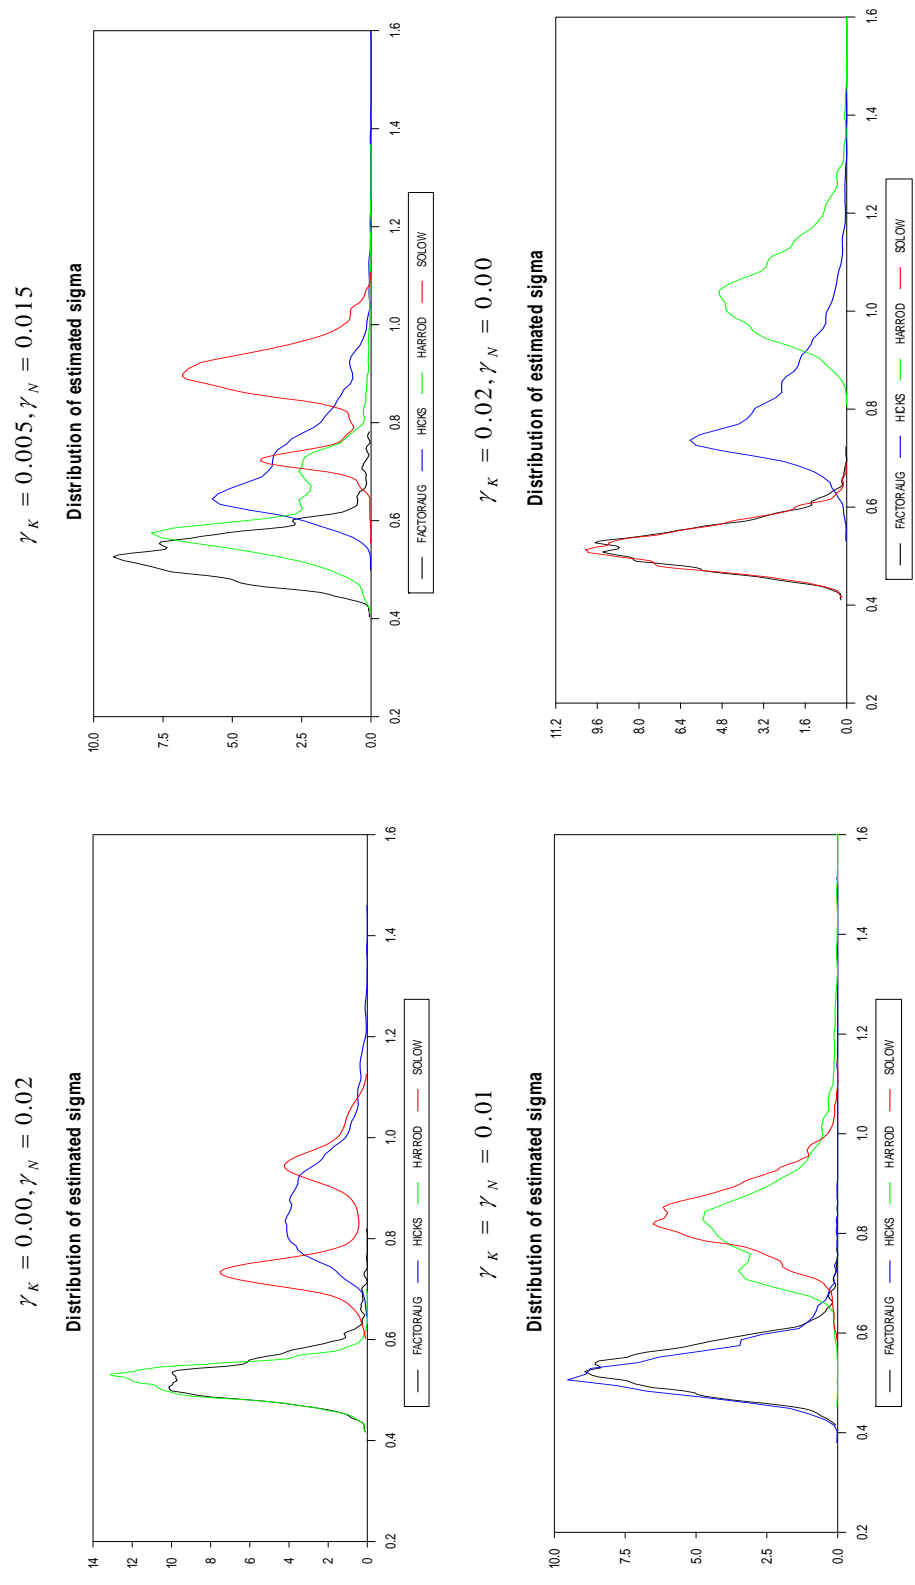 γ_K = 0.00, γ_N = 0.02
Distribution of estimated sigma
14
12
10
8
6
4
2
0
0.2 0.4 0.6 0.8 1.0 1.2 1.4 1.6
FACTORAUG HICKS HARROD SOLOW
γ_K = 0.005, γ_N = 0.015
Distribution of estimated sigma
10.0
7.5
5.0
2.5
0.0
0.2 0.4 0.6 0.8 1.0 1.2 1.4 1.6
FACTORAUG HICKS HARROD SOLOW
γ_K = γ_N = 0.01
Distribution of estimated sigma
10.0
7.5
5.0
2.5
0.0
0.2 0.4 0.6 0.8 1.0 1.2 1.4 1.6
FACTORAUG HICKS HARROD SOLOW
γ_K = 0.02, γ_N = 0.00
Distribution of estimated sigma
11.2
9.6
8.0
6.4
4.8
3.2
1.6
0.0
0.2 0.4 0.6 0.8 1.0 1.2 1.4 1.6
FACTORAUG HICKS HARROD SOLOW